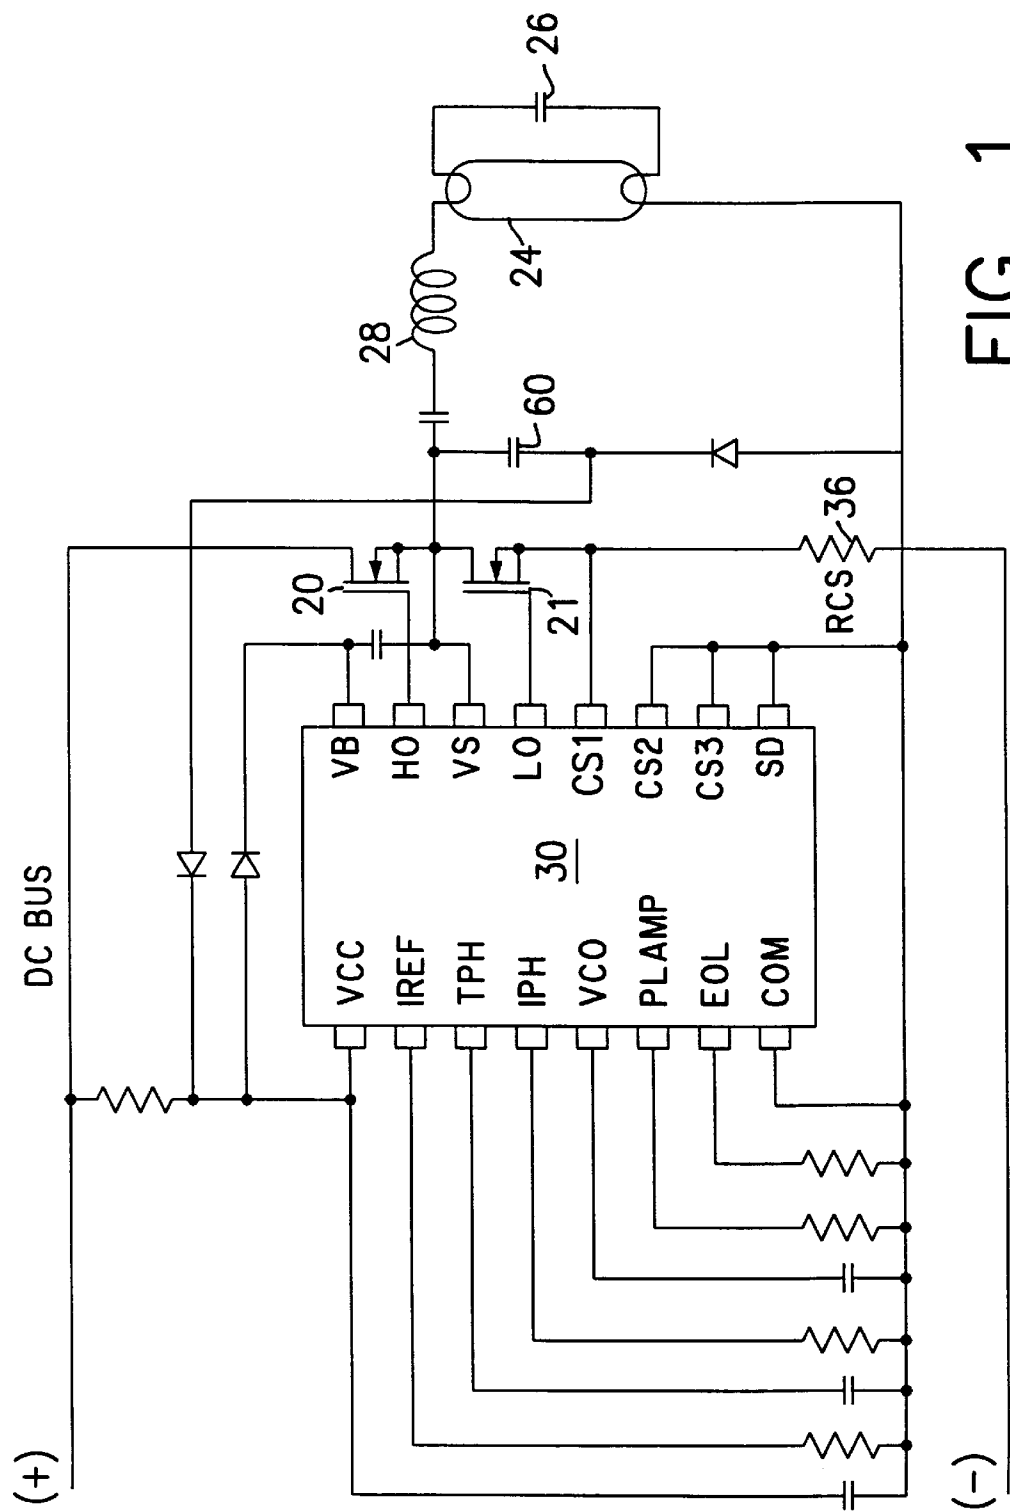 (+)
DC BUS
VCC
IREF
TPH
IPH
VCO
PLAMP
EOL
COM
30
VB
HO
VS
LO
CS1
CS2
CS3
SD
20
21
RCS
36
60
28
24
26
(-)
FIG 1